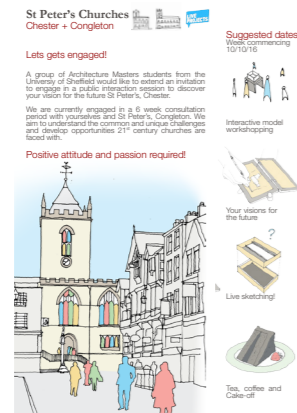 St Peter's Churches
Chester + Congleton
LIVE
PROJECTS
Lets gets engaged!
A group of Architecture Masters students from the
University of Sheffield would like to extend an invitation
to engage in a public interaction session to discover
your vision for the future St Peter's, Chester.
We are currently engaged in a 6 week consultation
period with yourselves and St Peter's, Congleton. We
aim to understand the common and unique challenges
and develop opportunities 21st century churches are
faced with.
Positive attitude and passion required!
Suggested dates
Week commencing
10/10/16
Interactive model
workshopping
Your visions for
the future
?
Live sketching!
Tea, coffee and
Cake-off